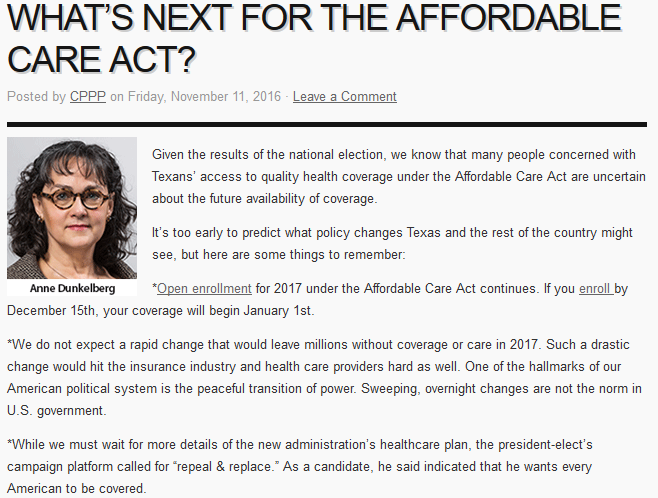 WHAT'S NEXT FOR THE AFFORDABLE
CARE ACT?
Posted by CPPP on Friday, November 11, 2016 · Leave a Comment
Given the results of the national election, we know that many people concerned with
Texans' access to quality health coverage under the Affordable Care Act are uncertain
about the future availability of coverage.
It's too early to predict what policy changes Texas and the rest of the country might
see, but here are some things to remember:
Anne Dunkelberg
*Open enrollment for 2017 under the Affordable Care Act continues. If you enroll by
December 15th, your coverage will begin January 1st.
*We do not expect a rapid change that would leave millions without coverage or care in 2017. Such a drastic
change would hit the insurance industry and health care providers hard as well. One of the hallmarks of our
American political system is the peaceful transition of power. Sweeping, overnight changes are not the norm in
U.S. government.
*While we must wait for more details of the new administration's healthcare plan, the president-elect's
campaign platform called for “repeal & replace.” As a candidate, he said indicated that he wants every
American to be covered.